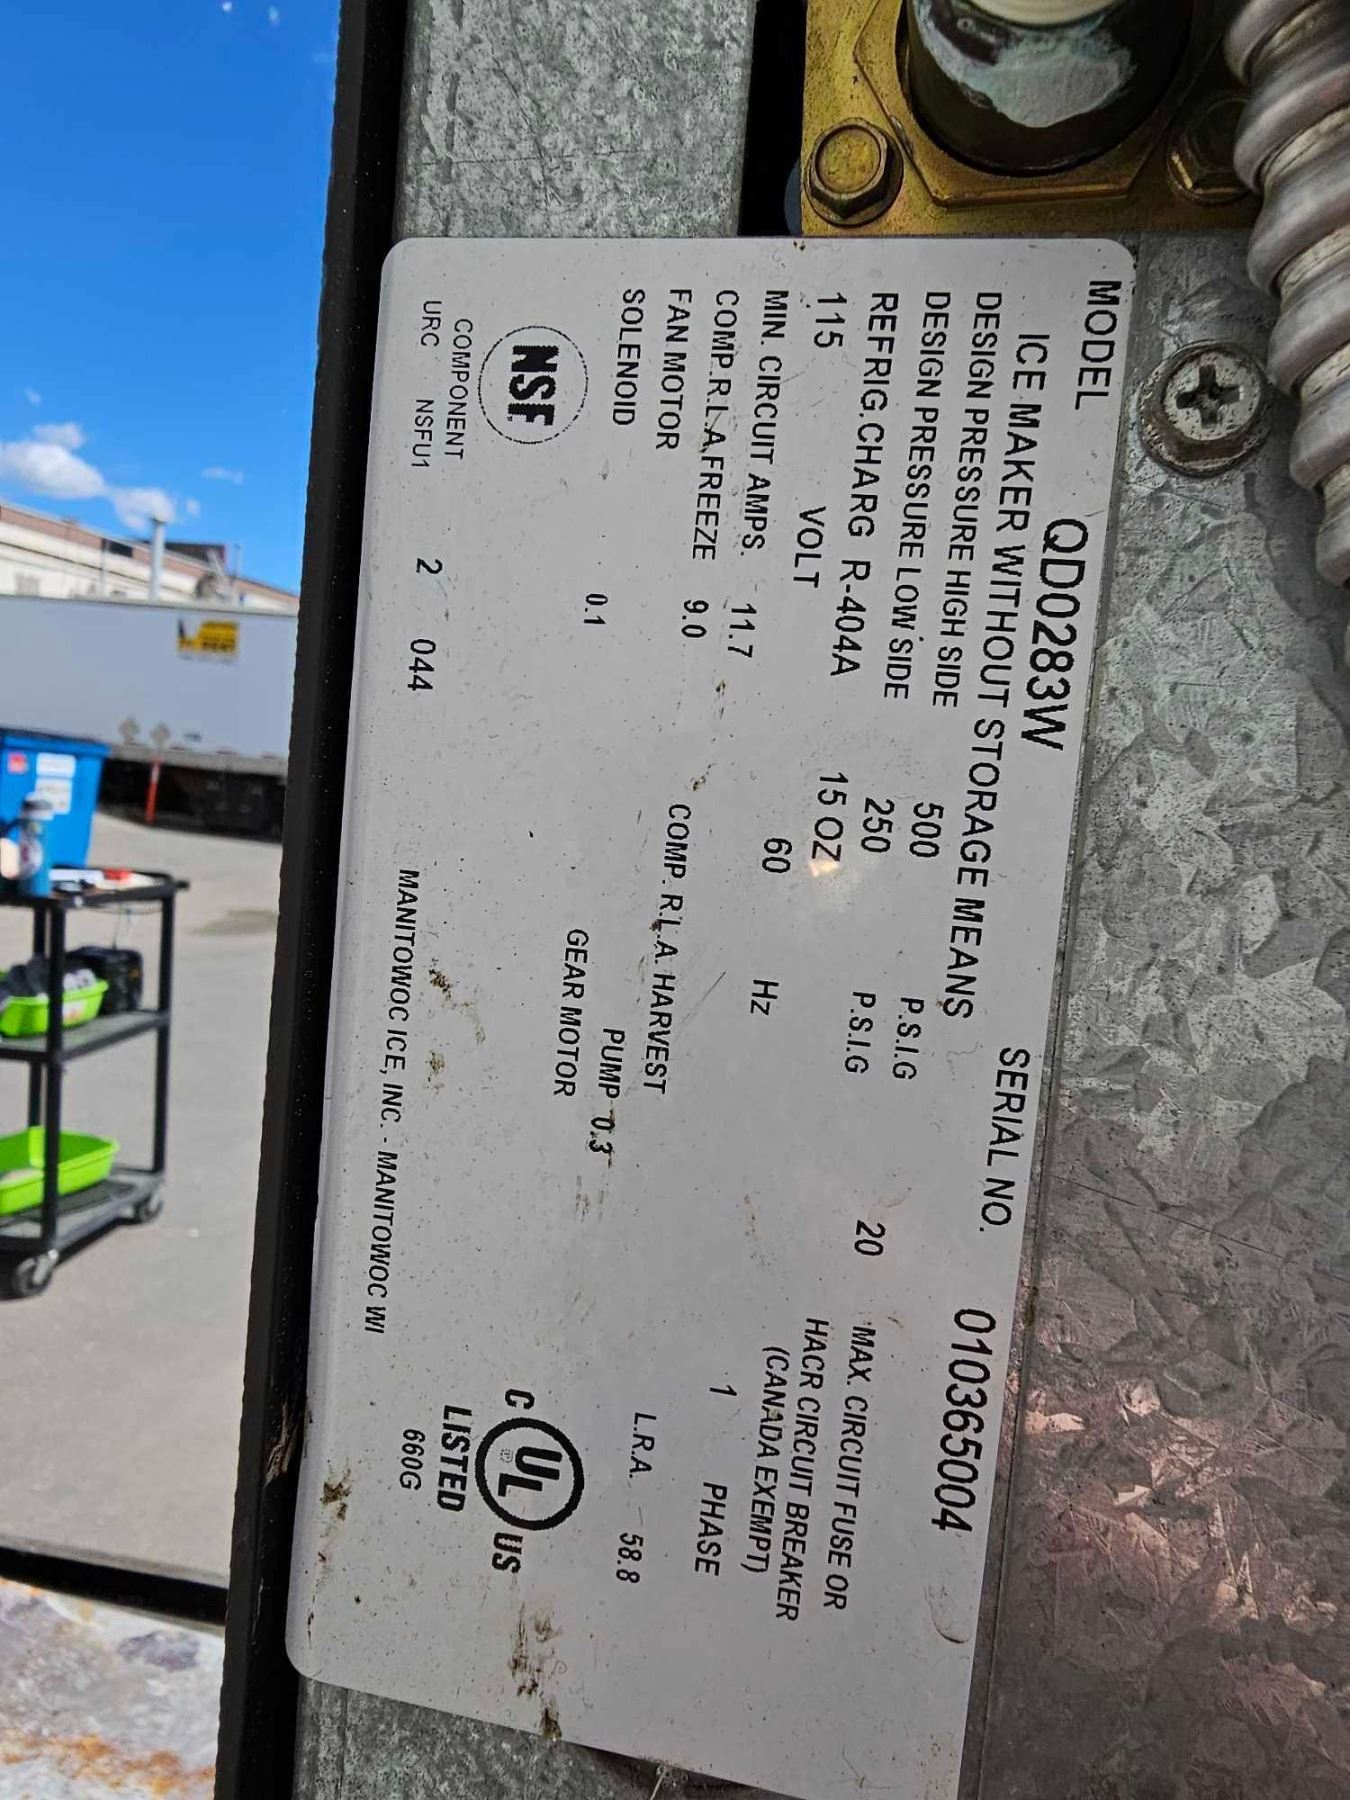 MODEL QD0283W SERIAL NO. 010365004
ICE MAKER WITHOUT STORAGE MEANS
DESIGN PRESSURE HIGH SIDE 500 P.S.I.G
DESIGN PRESSURE LOW SIDE 250 P.S.I.G 20 MAX. CIRCUIT FUSE OR
REFRIG. CHARG R-404A 15 OZ HACR CIRCUIT BREAKER
115 VOLT 60 Hz (CANADA EXEMPT)
1 PHASE
MIN. CIRCUIT AMPS. 11.7
COMP. R.L.A. FREEZE 9.0 COMP. R.L.A. HARVEST L.R.A. 58.8
FAN MOTOR PUMP 0.3
SOLENOID 0.1 GEAR MOTOR
NSF
C UL US
LISTED
660G
COMPONENT
URC NSFU1 2 044 MANITOWOC ICE, INC. - MANITOWOC WI